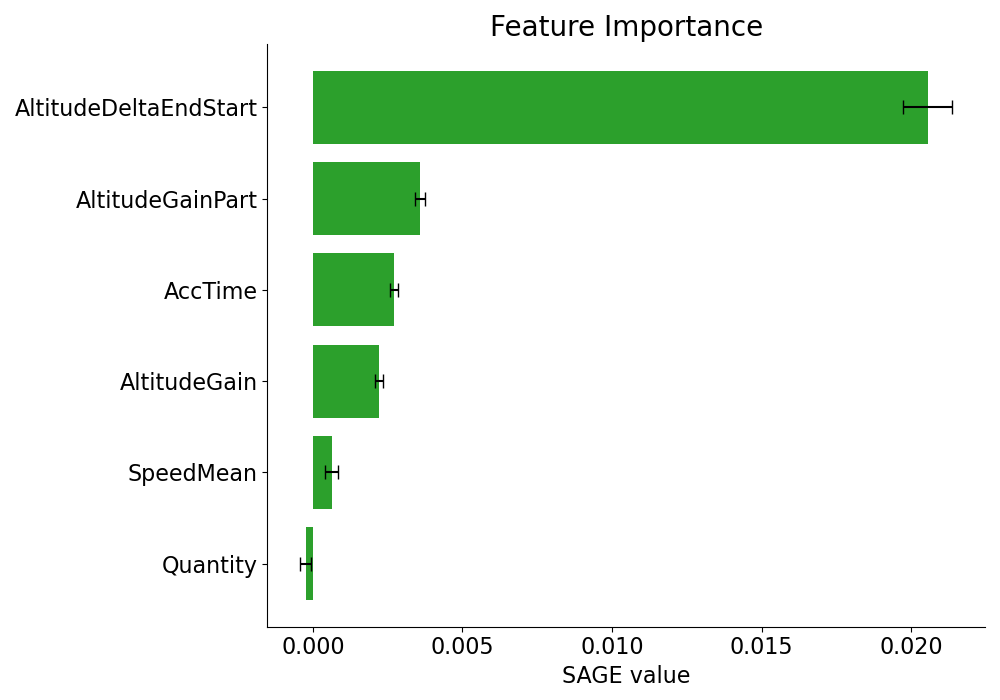 Feature Importance
AltitudeDeltaEndStart
AltitudeGainPart
AccTime
AltitudeGain
SpeedMean
Quantity
0.000 0.005 0.010 0.015 0.020
SAGE value